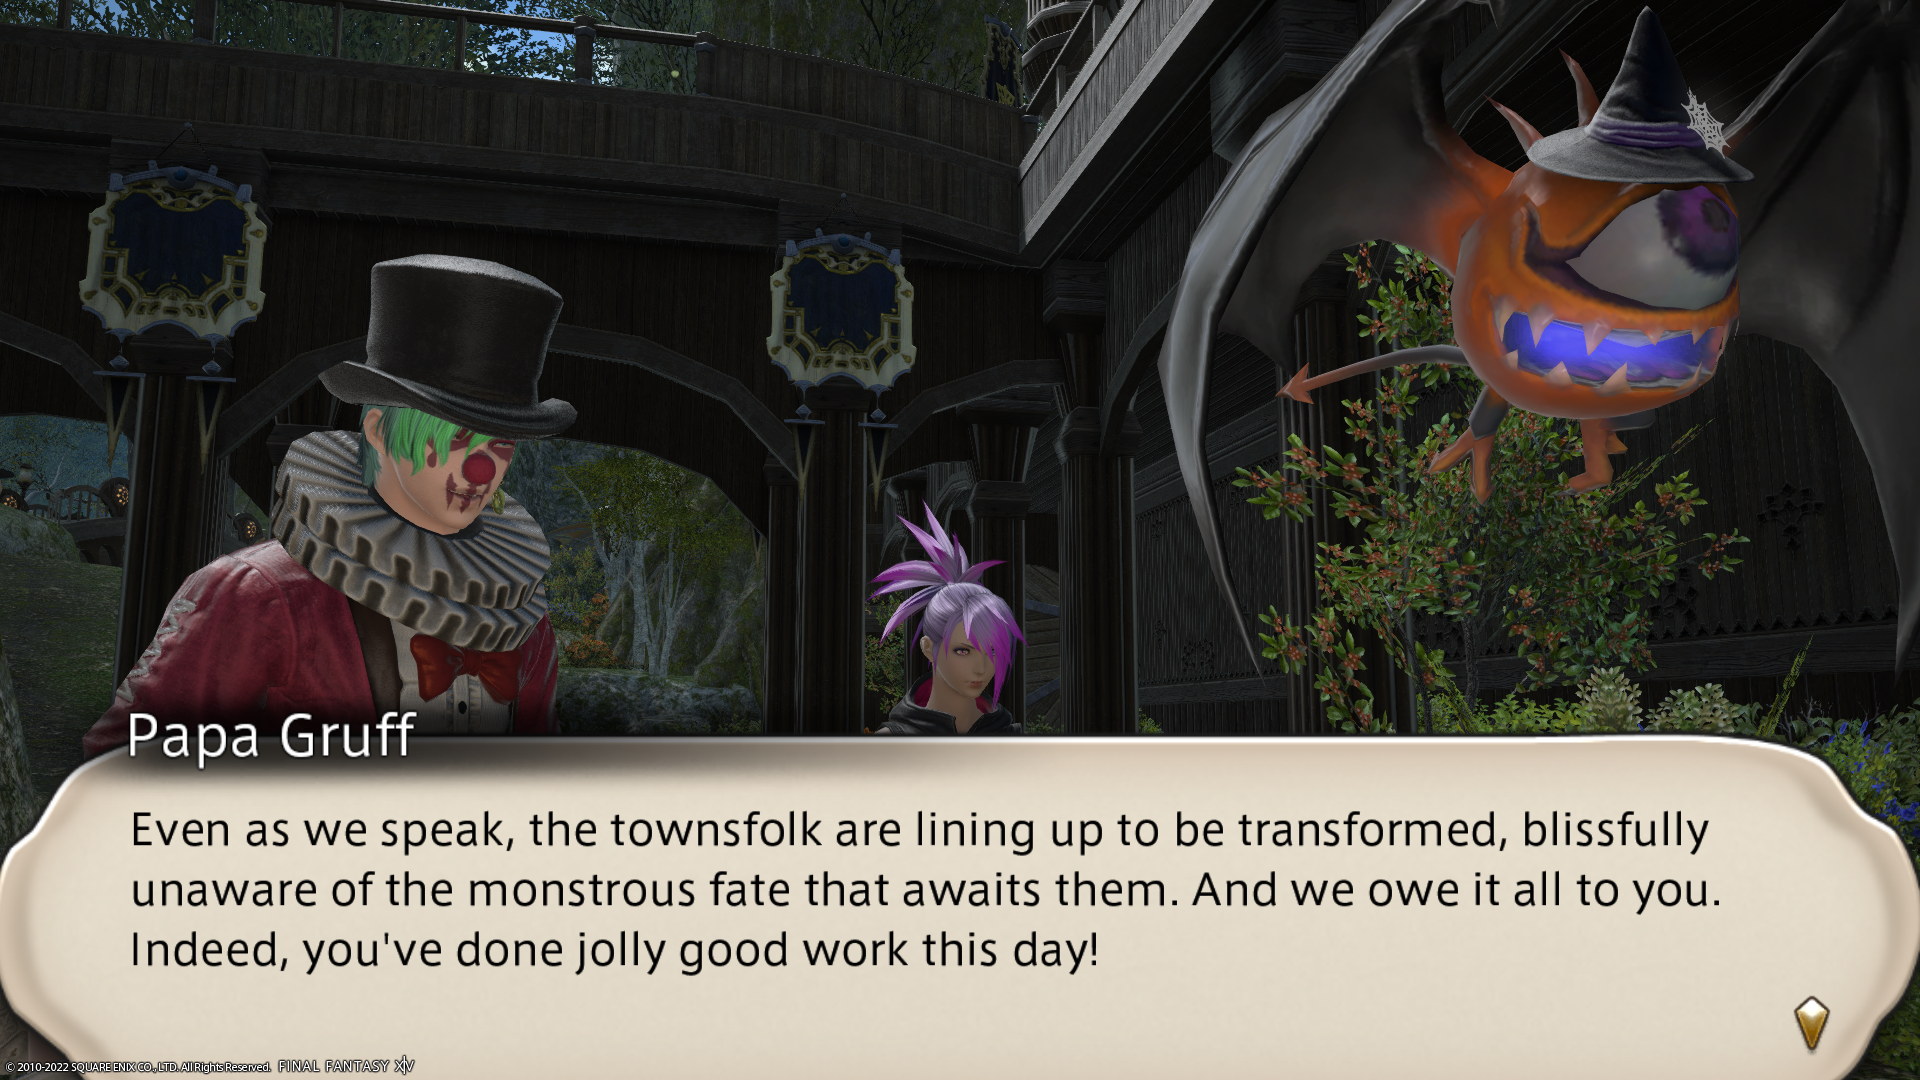 Papa Gruff
Even as we speak, the townsfolk are lining up to be transformed, blissfully
unaware of the monstrous fate that awaits them. And we owe it all to you.
Indeed, you've done jolly good work this day!
© 2010-2022 SQUARE ENIX CO., LTD. All Rights Reserved. FINAL FANTASY XIV